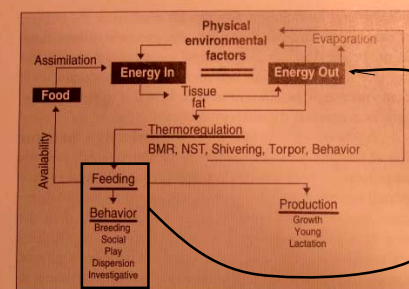 Physical
environmental
factors
Evaporation
Assimilation
Energy In
Energy Out
Food
Tissue
fat
Thermoregulation
BMR, NST, Shivering, Torpor, Behavior
Availability
Feeding
Behavior
Breeding
Social
Play
Dispersion
Investigative
Production
Growth
Young
Lactation